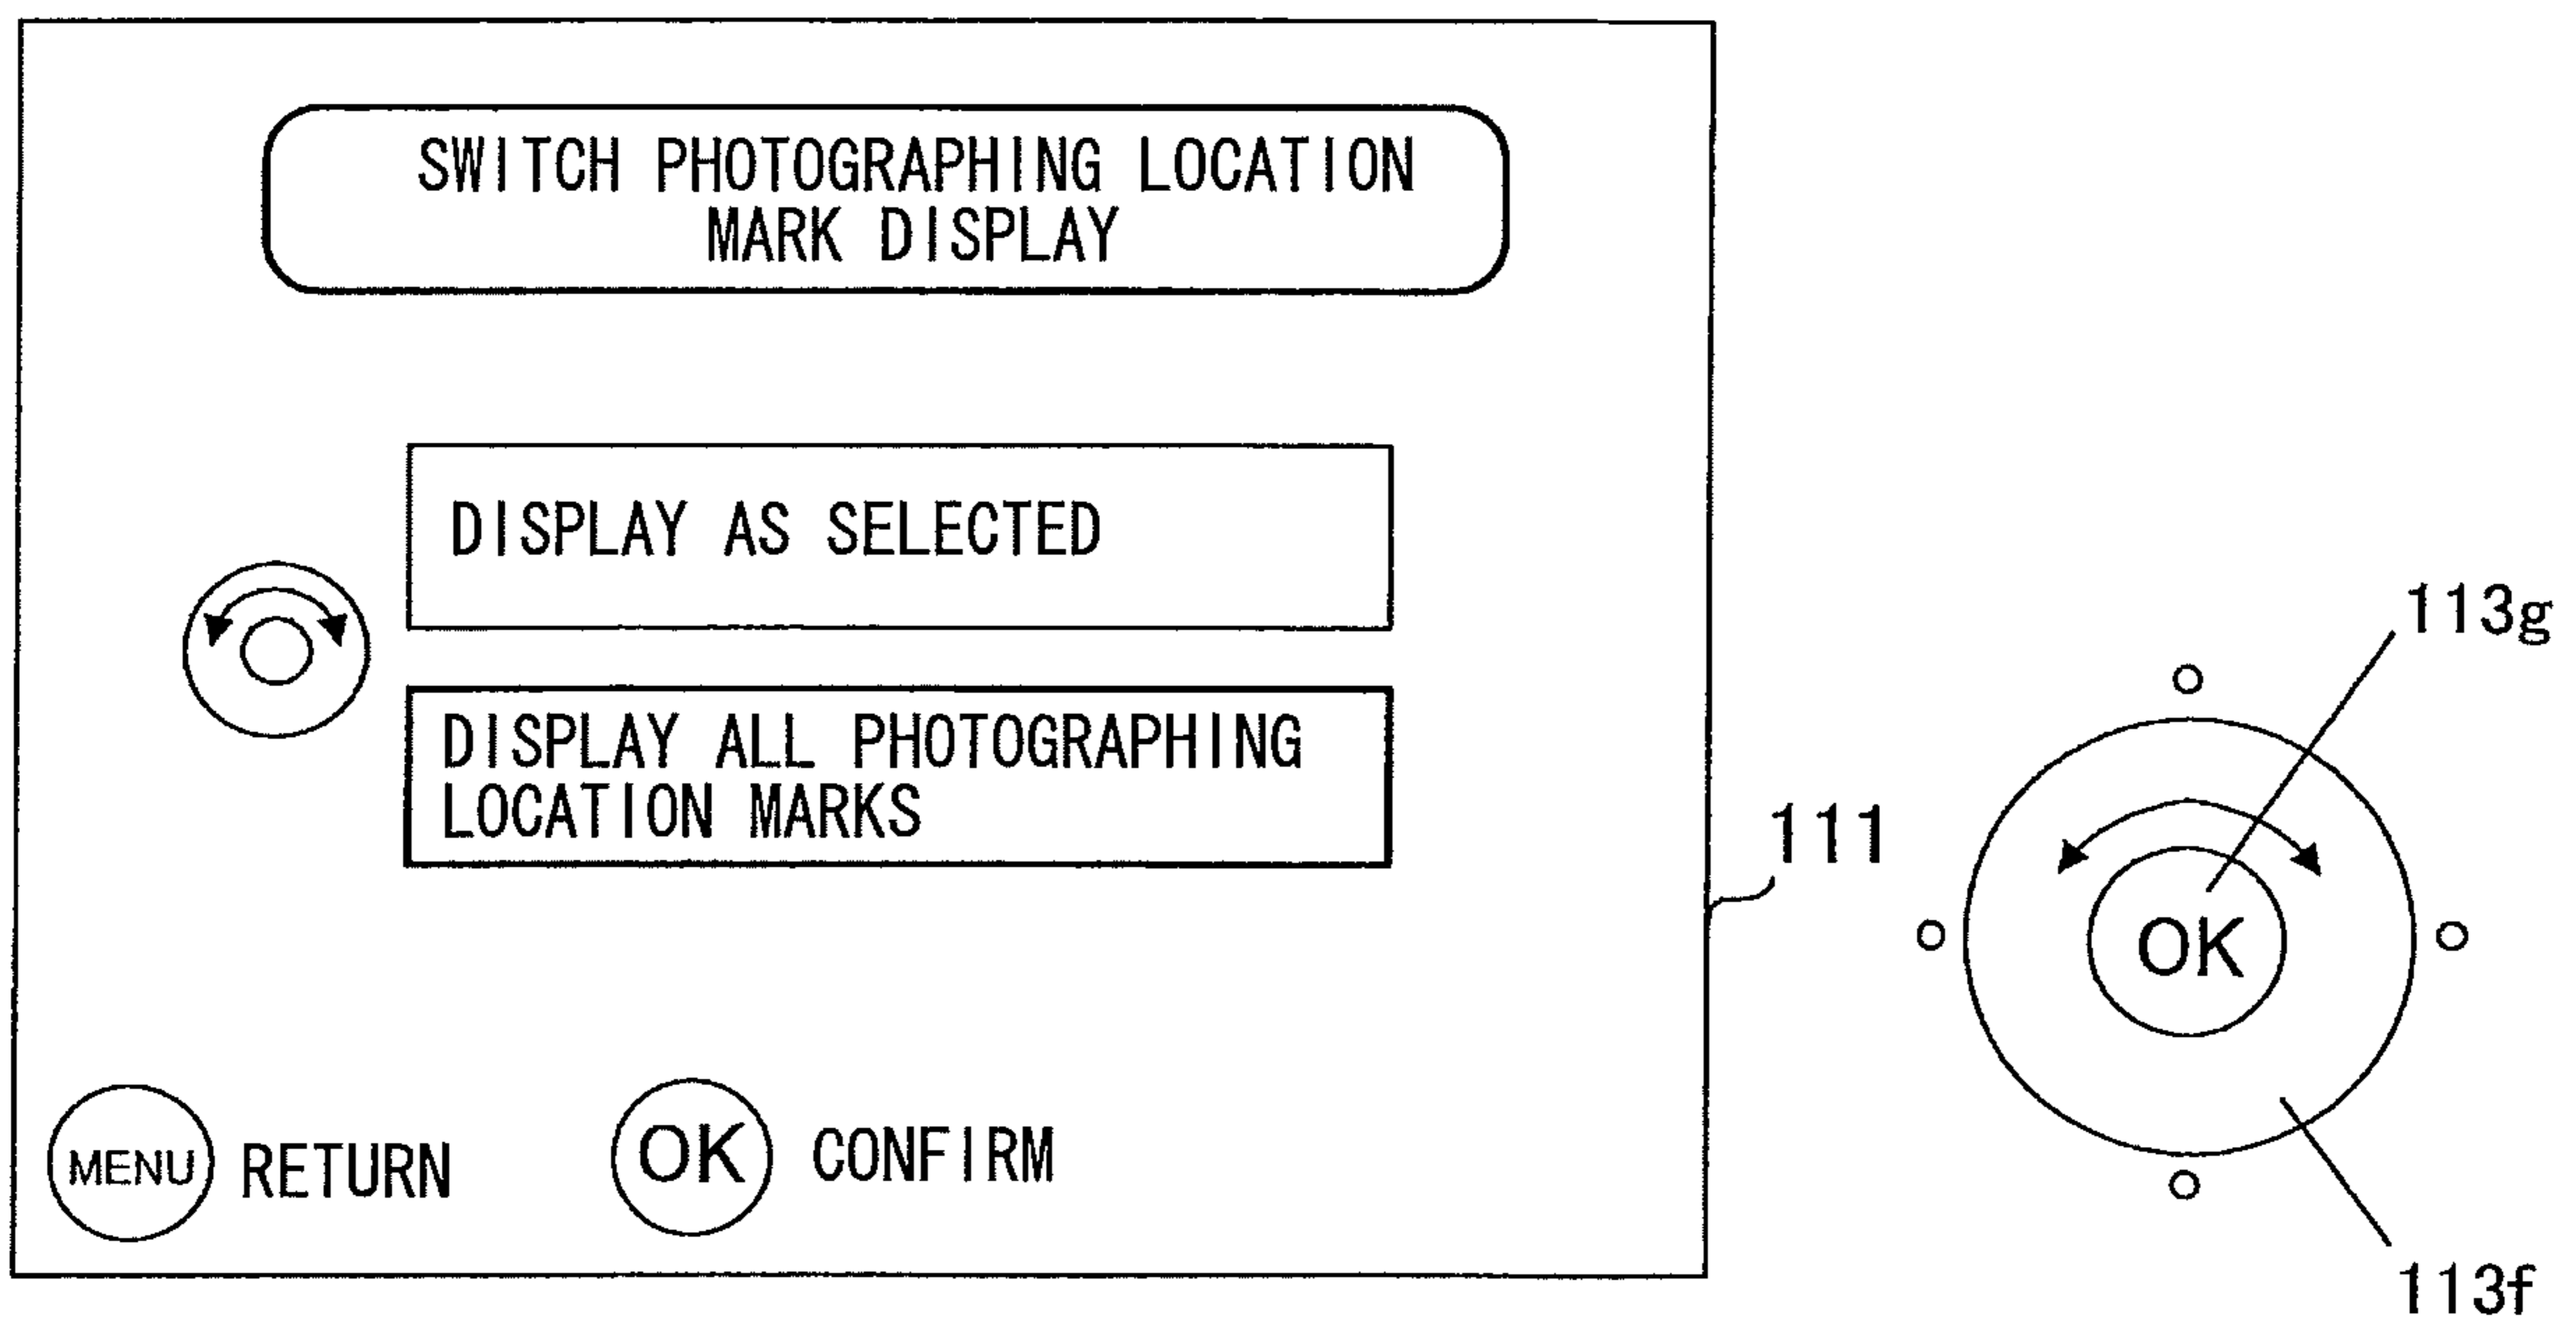 SWITCH PHOTOGRAPHING LOCATION
MARK DISPLAY
DISPLAY AS SELECTED
DISPLAY ALL PHOTOGRAPHING
LOCATION MARKS
MENU RETURN
OK CONFIRM
111
113g
OK
113f